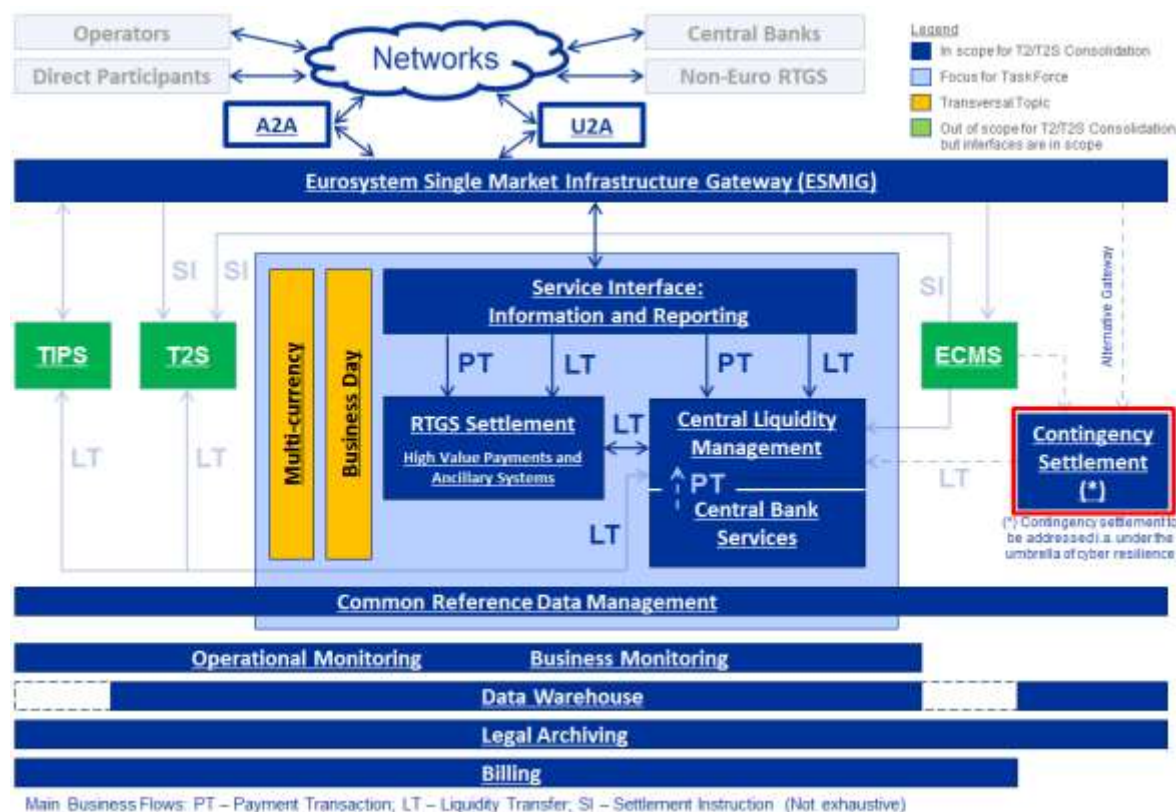 Operators
Direct Participants
Networks
Central Banks
Non-Euro RTGS
Legend
In scope for T2/T2S Consolidation
Focus for TaskForce
Transversal Topic
Out of scope for T2/T2S Consolidation
but interfaces are in scope
A2A
U2A
Eurosystem Single Market Infrastructure Gateway (ESMIG)
SI
SI
SI
Alternative Gateway
Multi-currency
Business Day
Service Interface:
Information and Reporting
TIPS
T2S
ECMS
PT
LT
PT
LT
RTGS Settlement
High Value Payments and
Ancillary Systems
LT
Central Liquidity
Management
PT
Central Bank
Services
LT
LT
LT
LT
Contingency
Settlement
(*)
(*) Contingency settlement to
be addressed i.a. under the
umbrella of cyber resilience
Common Reference Data Management
Operational Monitoring
Business Monitoring
Data Warehouse
Legal Archiving
Billing
Main Business Flows: PT – Payment Transaction; LT – Liquidity Transfer; SI – Settlement Instruction (Not exhaustive)